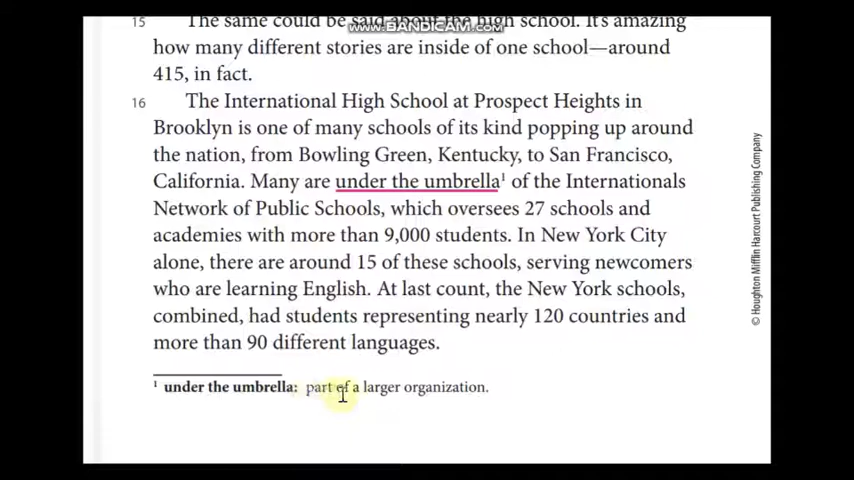 15 The same could be said about the high school. It's amazing
www.BANDICAM.com
how many different stories are inside of one school—around
415, in fact.
16 The International High School at Prospect Heights in
Brooklyn is one of many schools of its kind popping up around
the nation, from Bowling Green, Kentucky, to San Francisco,
California. Many are under the umbrella¹ of the Internationals
Network of Public Schools, which oversees 27 schools and
academies with more than 9,000 students. In New York City
alone, there are around 15 of these schools, serving newcomers
who are learning English. At last count, the New York schools,
combined, had students representing nearly 120 countries and
more than 90 different languages.
¹ under the umbrella: part of a larger organization.
© Houghton Mifflin Harcourt Publishing Company